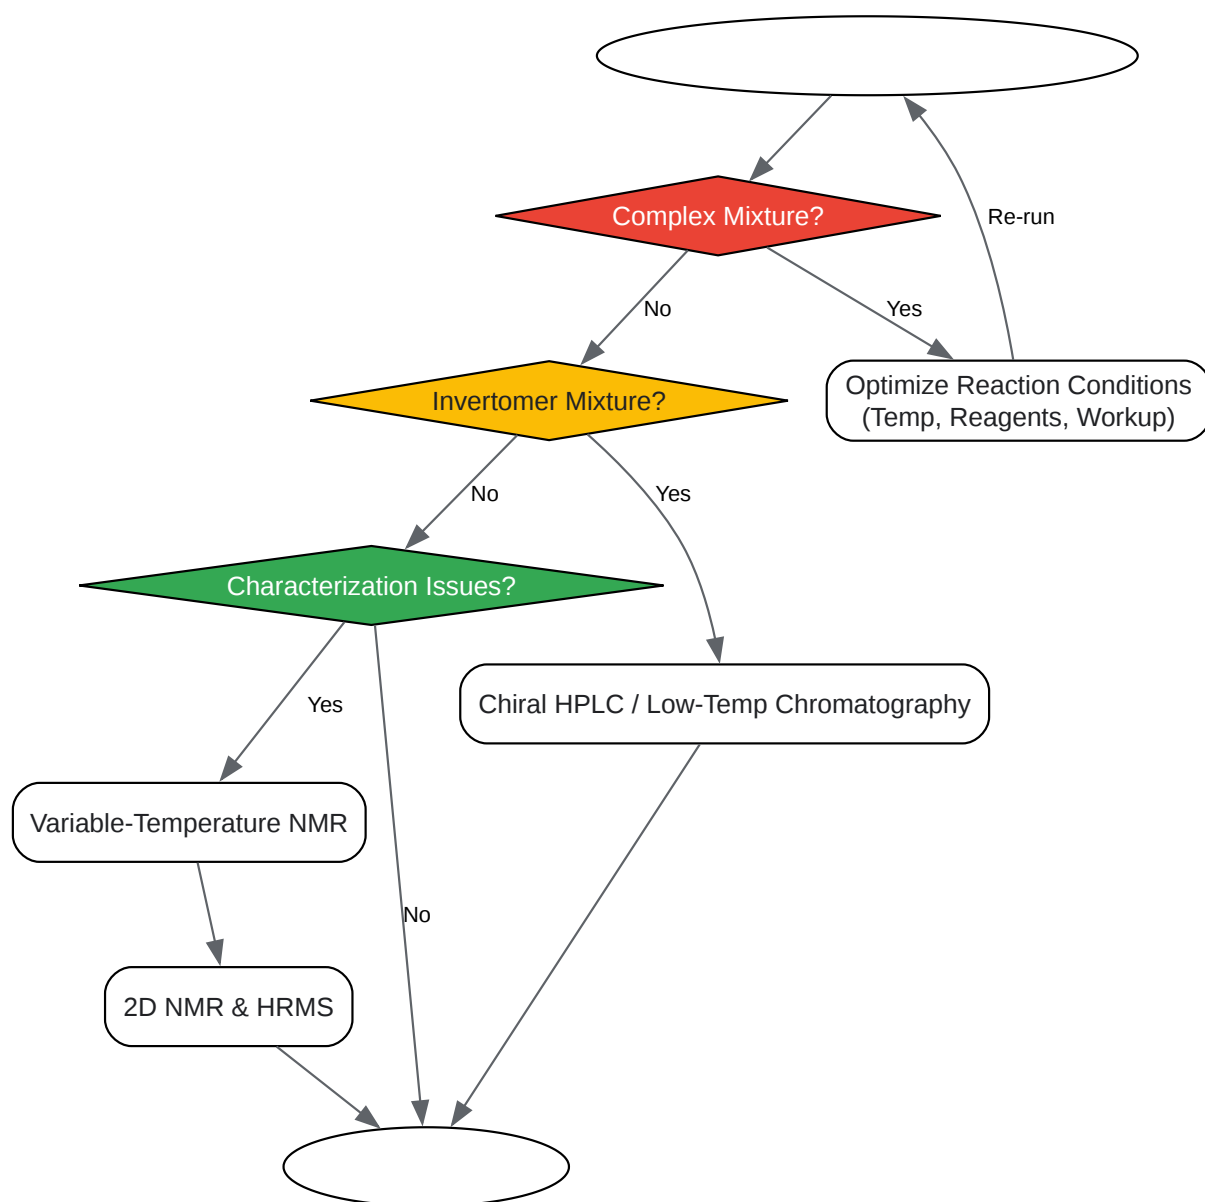 Complex Mixture?
Re-run
No
Yes
Optimize Reaction Conditions
(Temp, Reagents, Workup)
Invertomer Mixture?
No
Yes
Characterization Issues?
Yes
Chiral HPLC / Low-Temp Chromatography
Variable-Temperature NMR
No
2D NMR & HRMS